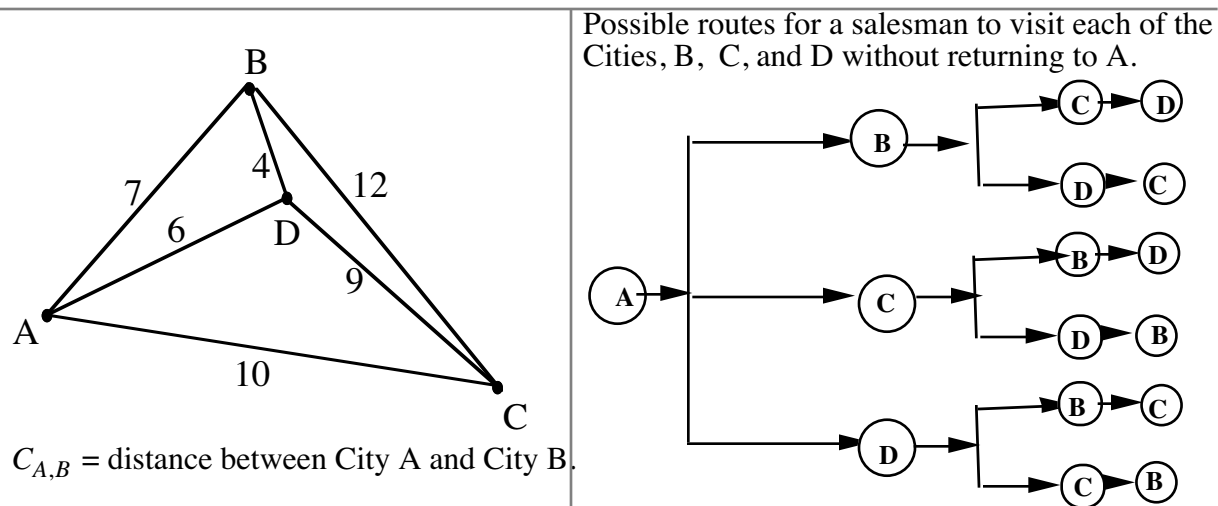 B
7
4
12
6
D
9
A
10
C
C_{A,B} = distance between City A and City B.
Possible routes for a salesman to visit each of the
Cities, B, C, and D without returning to A.
C D
B
D C
B D
A C
D B
B C
D
C B